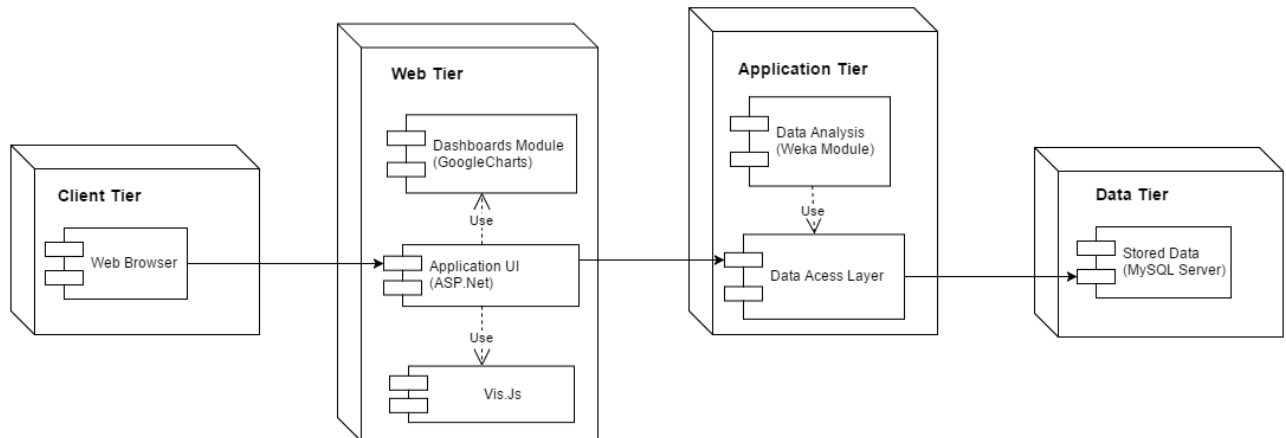 Client Tier
Web Browser
Web Tier
Dashboards Module
(GoogleCharts)
Use
Application UI
(ASP.Net)
Use
Vis.Js
Application Tier
Data Analysis
(Weka Module)
Use
Data Acess Layer
Data Tier
Stored Data
(MySQL Server)